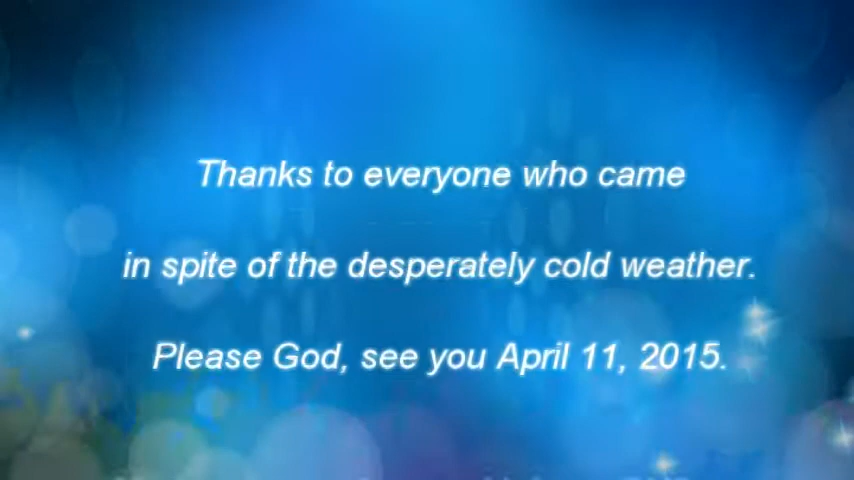 Thanks to everyone who came
in spite of the desperately cold weather.
Please God, see you April 11, 2015.